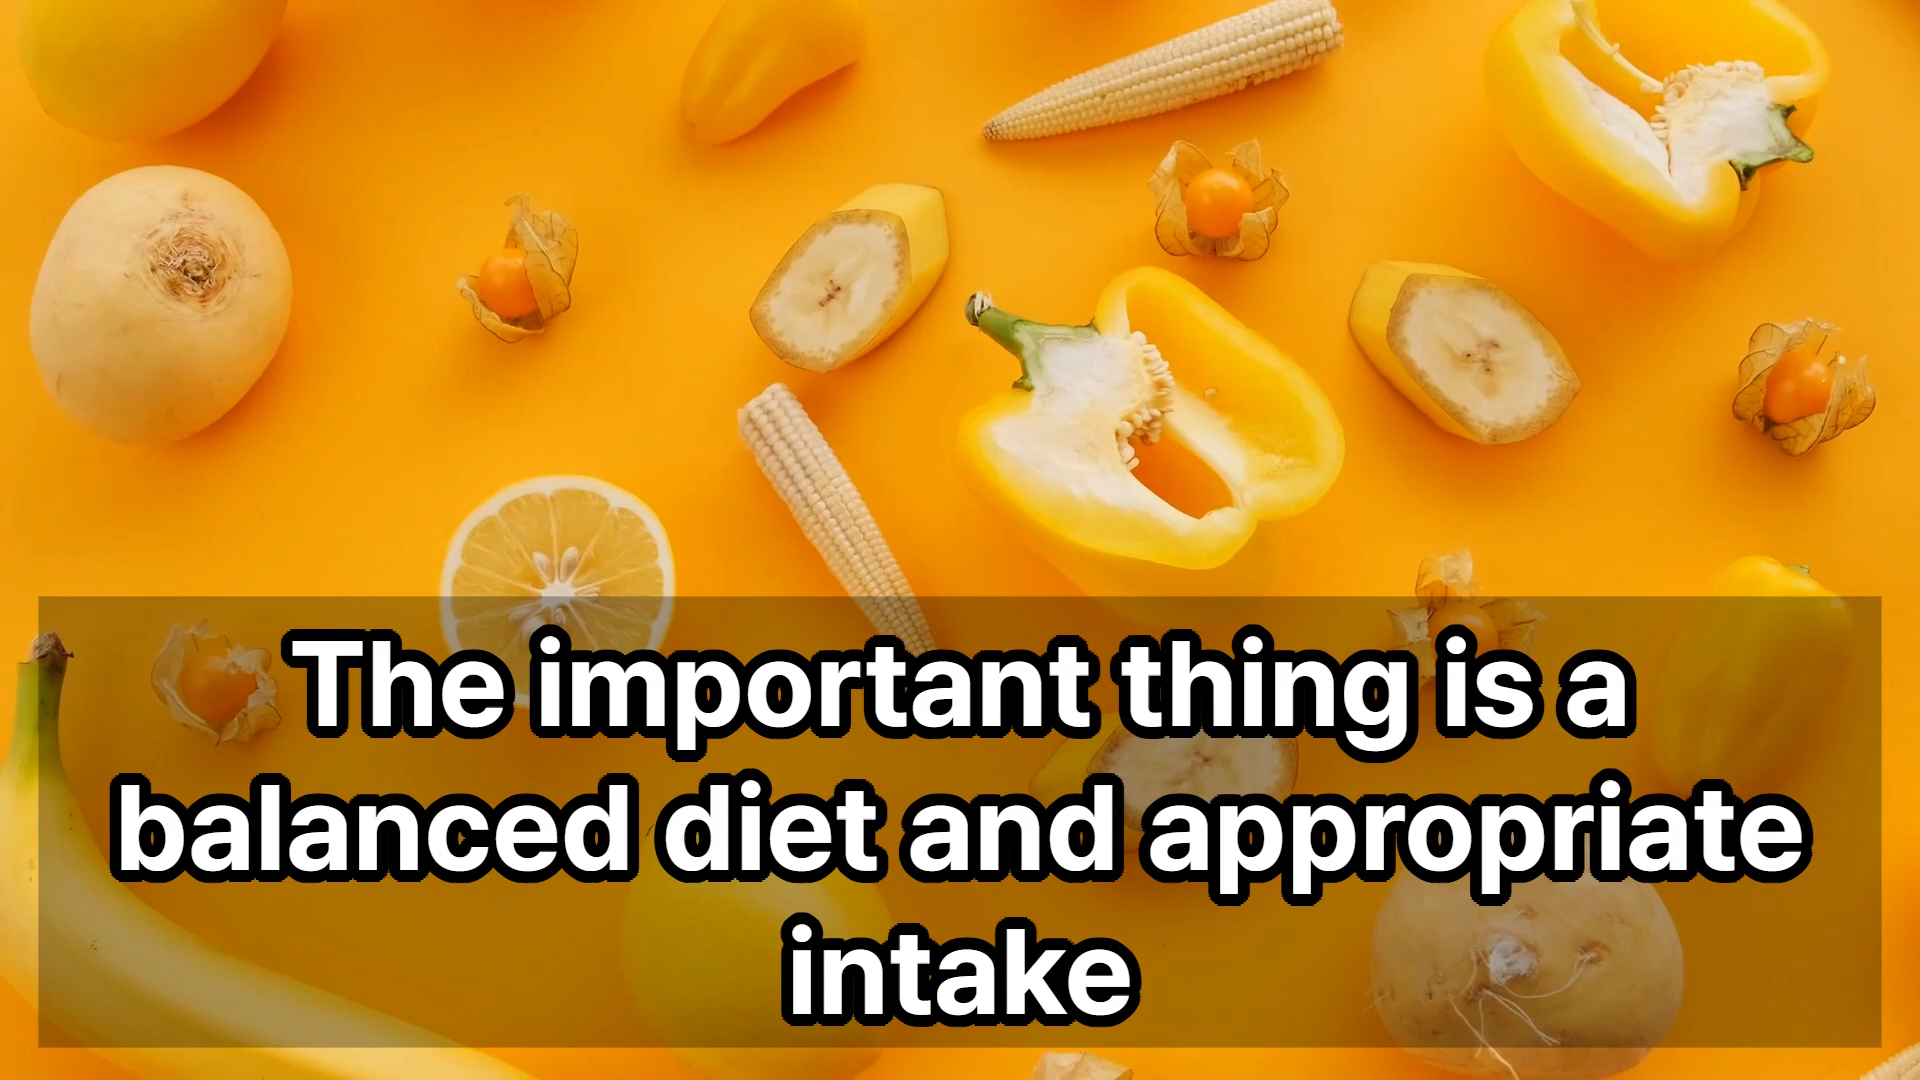 The important thing is a
balanced diet and appropriate
intake